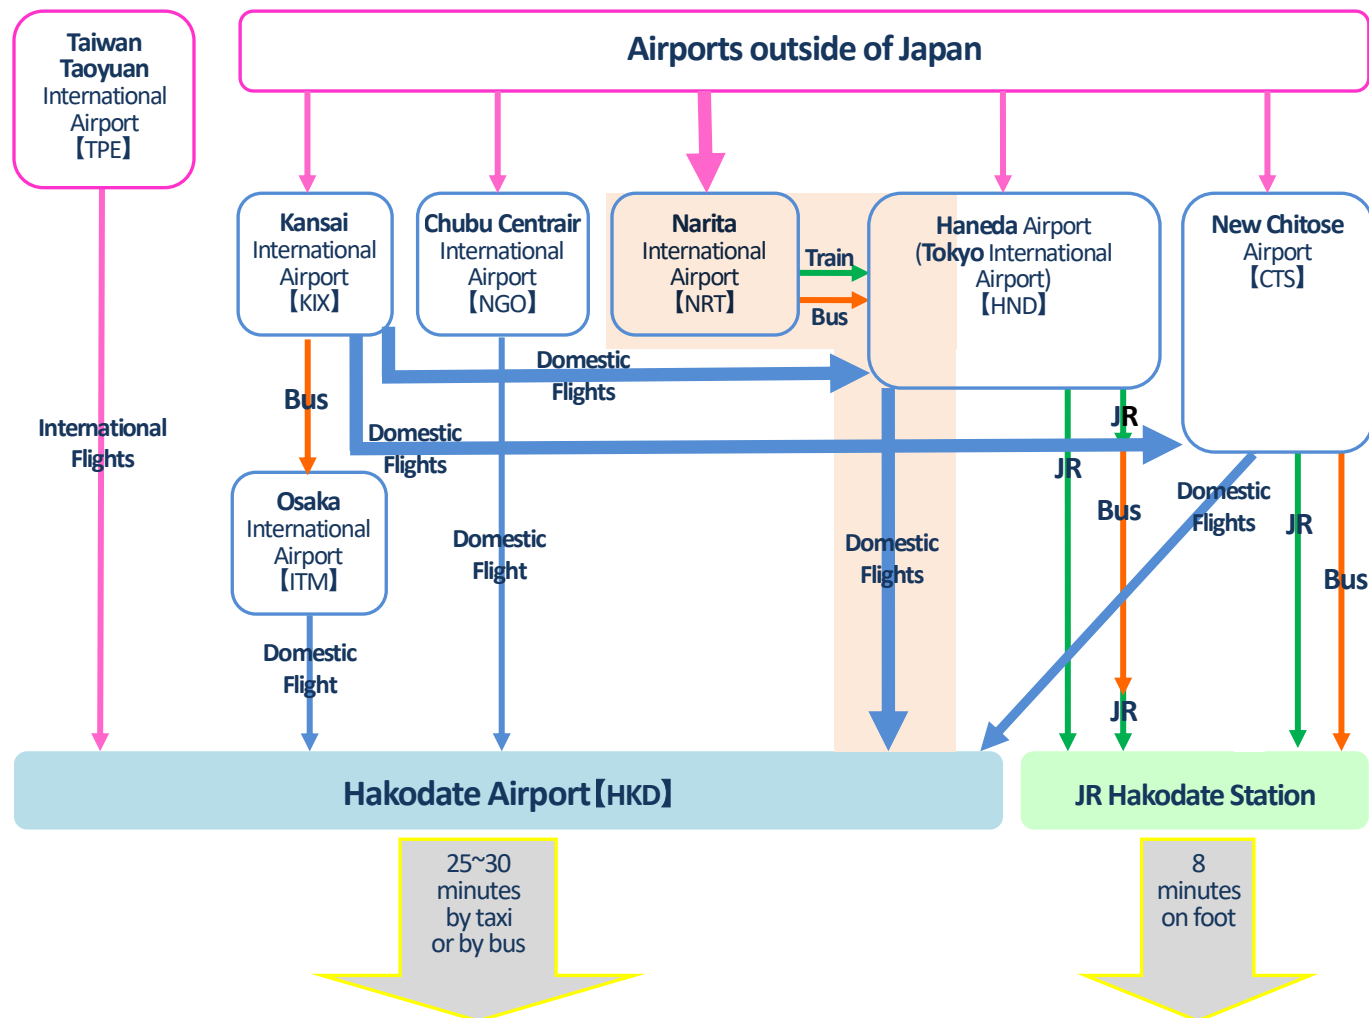 Taiwan
Taoyuan
International
Airport
【TPE】
Airports outside of Japan
Kansai
International
Airport
【KIX】
Chubu Centrair
International
Airport
【NGO】
Narita
International
Airport
【NRT】
Train
Bus
Haneda Airport
(Tokyo International
Airport)
【HND】
New Chitose
Airport
【CTS】
Domestic
Flights
Bus
JR
International
Flights
Domestic
Flights
JR
Osaka
International
Airport
【ITM】
Domestic
Flights
Bus
JR
Domestic
Flight
Domestic
Flights
Bus
Domestic
Flight
JR
Hakodate Airport【HKD】
JR Hakodate Station
25~30
minutes
by taxi
or by bus
8
minutes
on foot